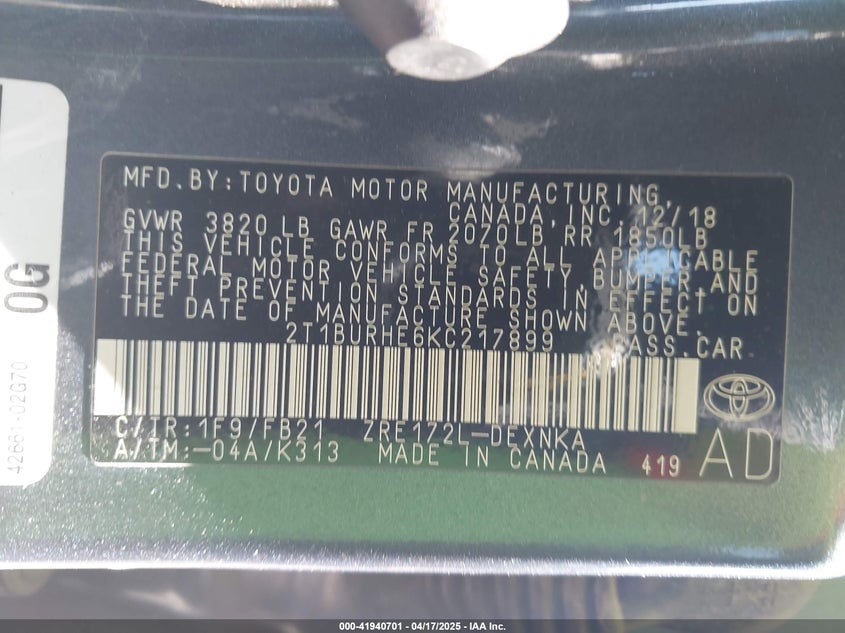 MFD.BY:TOYOTA MOTOR MANUFACTURING,
CANADA,INC. 12/18
GVWR 3820 LB GAWR FR 2020LB RR 1850LB
THIS VEHICLE CONFORMS TO ALL APPLICABLE
FEDERAL MOTOR VEHICLE SAFETY,BUMPER,AND
THEFT PREVENTION STANDARDS IN EFFECT ON
THE DATE OF MANUFACTURE SHOWN ABOVE.
2T1BURHE6KC217899 PASS.CAR
C/TR:1F9/FB21 ZRE172L-DEXNKA
A/TM:-04A/K313 MADE IN CANADA 419 AD
0G
42661-02G70
000-41940701 - 04/17/2025 - IAA Inc.